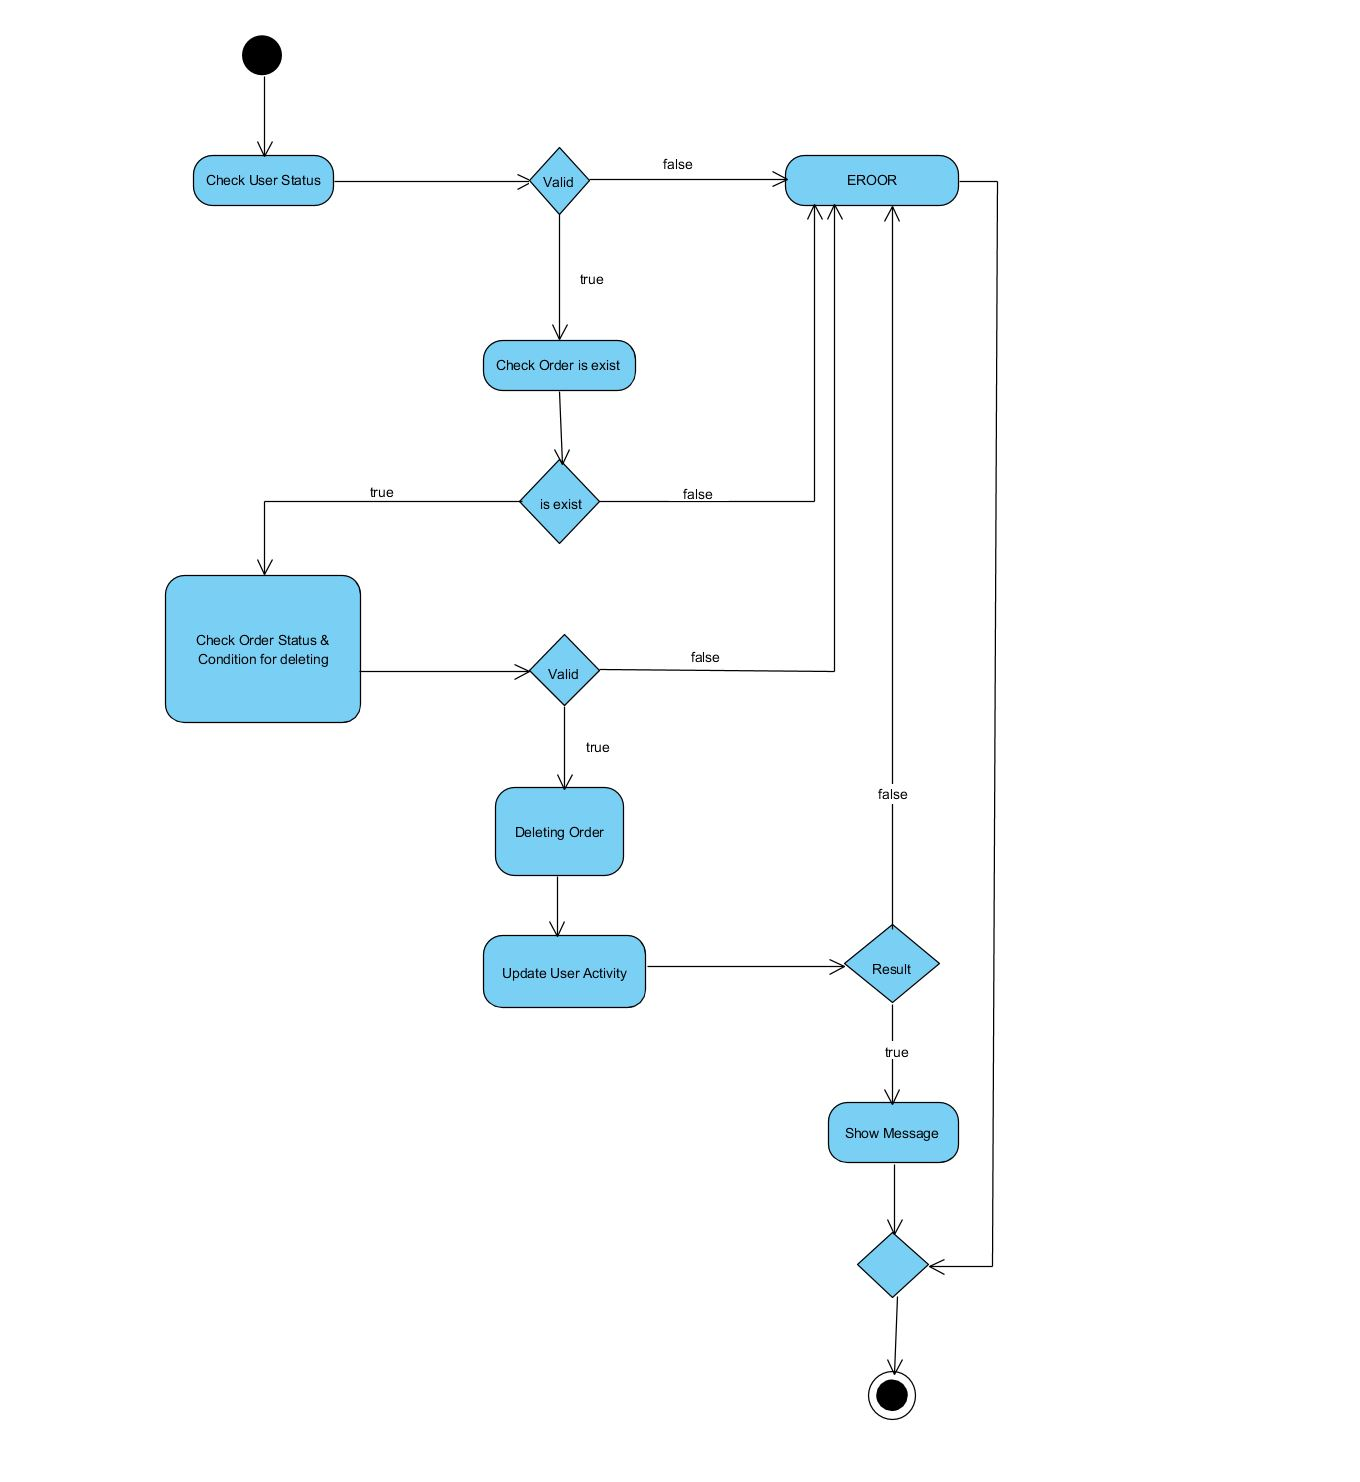 Check User Status
Valid
false
EROOR
true
Check Order is exist
true
is exist
false
Check Order Status &
Condition for deleting
Valid
false
true
Deleting Order
false
Update User Activity
Result
true
Show Message